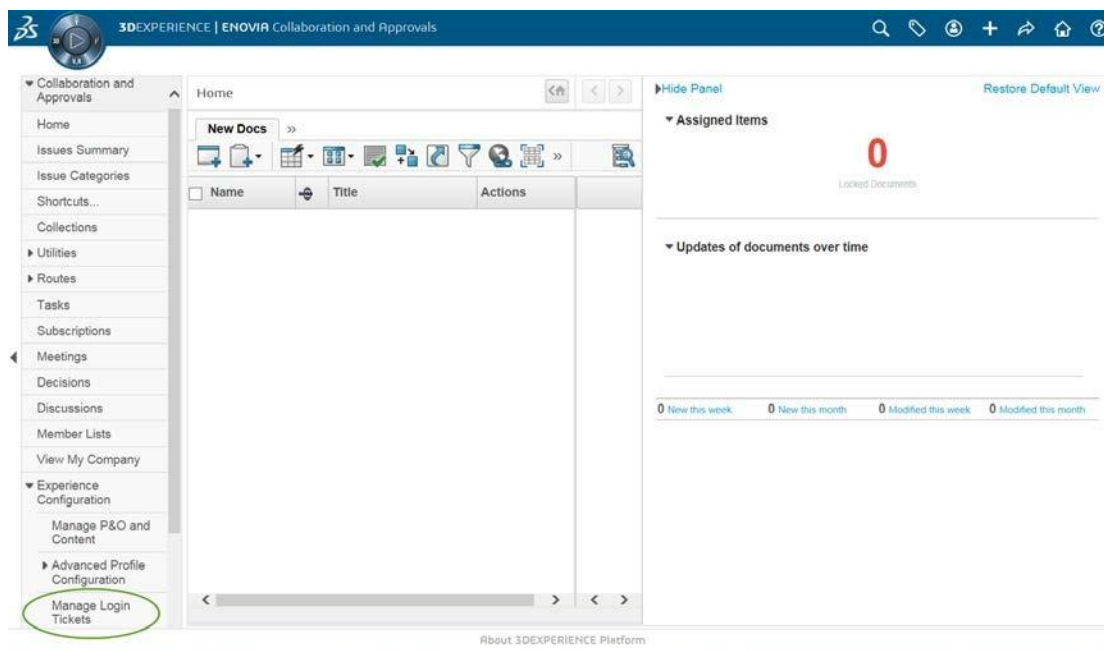 3DEXPERIENCE | ENOVIA Collaboration and Approvals
Collaboration and
Approvals
Home
Issues Summary
Issue Categories
Shortcuts...
Collections
Utilities
Routes
Tasks
Subscriptions
Meetings
Decisions
Discussions
Member Lists
View My Company
Experience
Configuration
Manage P&O and
Content
Advanced Profile
Configuration
Manage Login
Tickets
Home
New Docs »
»
Name Title Actions
Hide Panel Restore Default View
Assigned Items
0
Locked Documents
Updates of documents over time
0 New this week 0 New this month 0 Modified this week 0 Modified this month
About 3DEXPERIENCE Platform